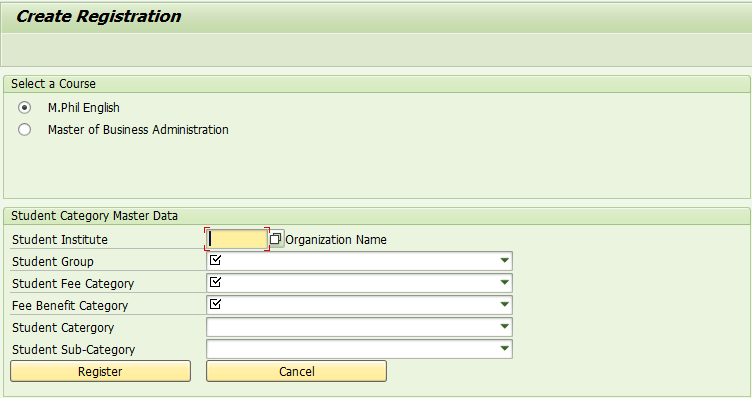 Create Registration
Select a Course
M.Phil English
Master of Business Administration
Student Category Master Data
Student Institute Organization Name
Student Group
Student Fee Category
Fee Benefit Category
Student Catergory
Student Sub-Category
Register Cancel